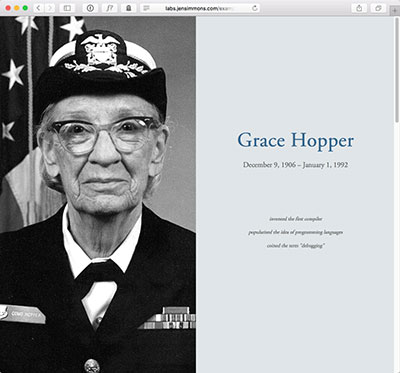 labs.jensimmons.com/exam
Grace Hopper
December 9, 1906 – January 1, 1992
invented the first compiler
popularized the idea of programming languages
coined the term "debugging"